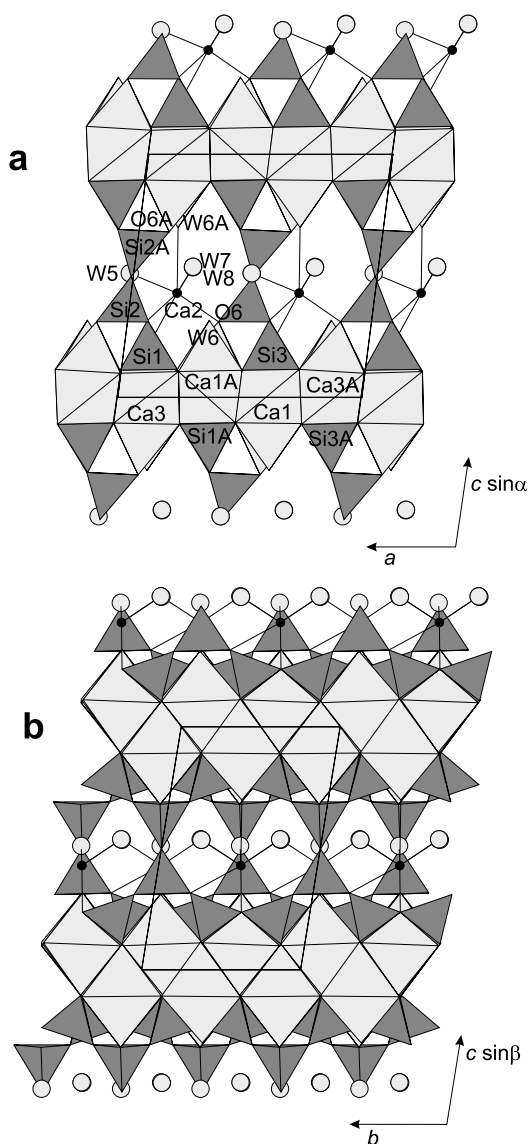 a
O6A
W6A
Si2A
W5
W7
W8
Si2
Ca2
O6
W6
Si1
Si3
Ca1A
Ca3A
Ca3
Ca1
Si1A
Si3A
c sinα
a
b
c sinβ
b